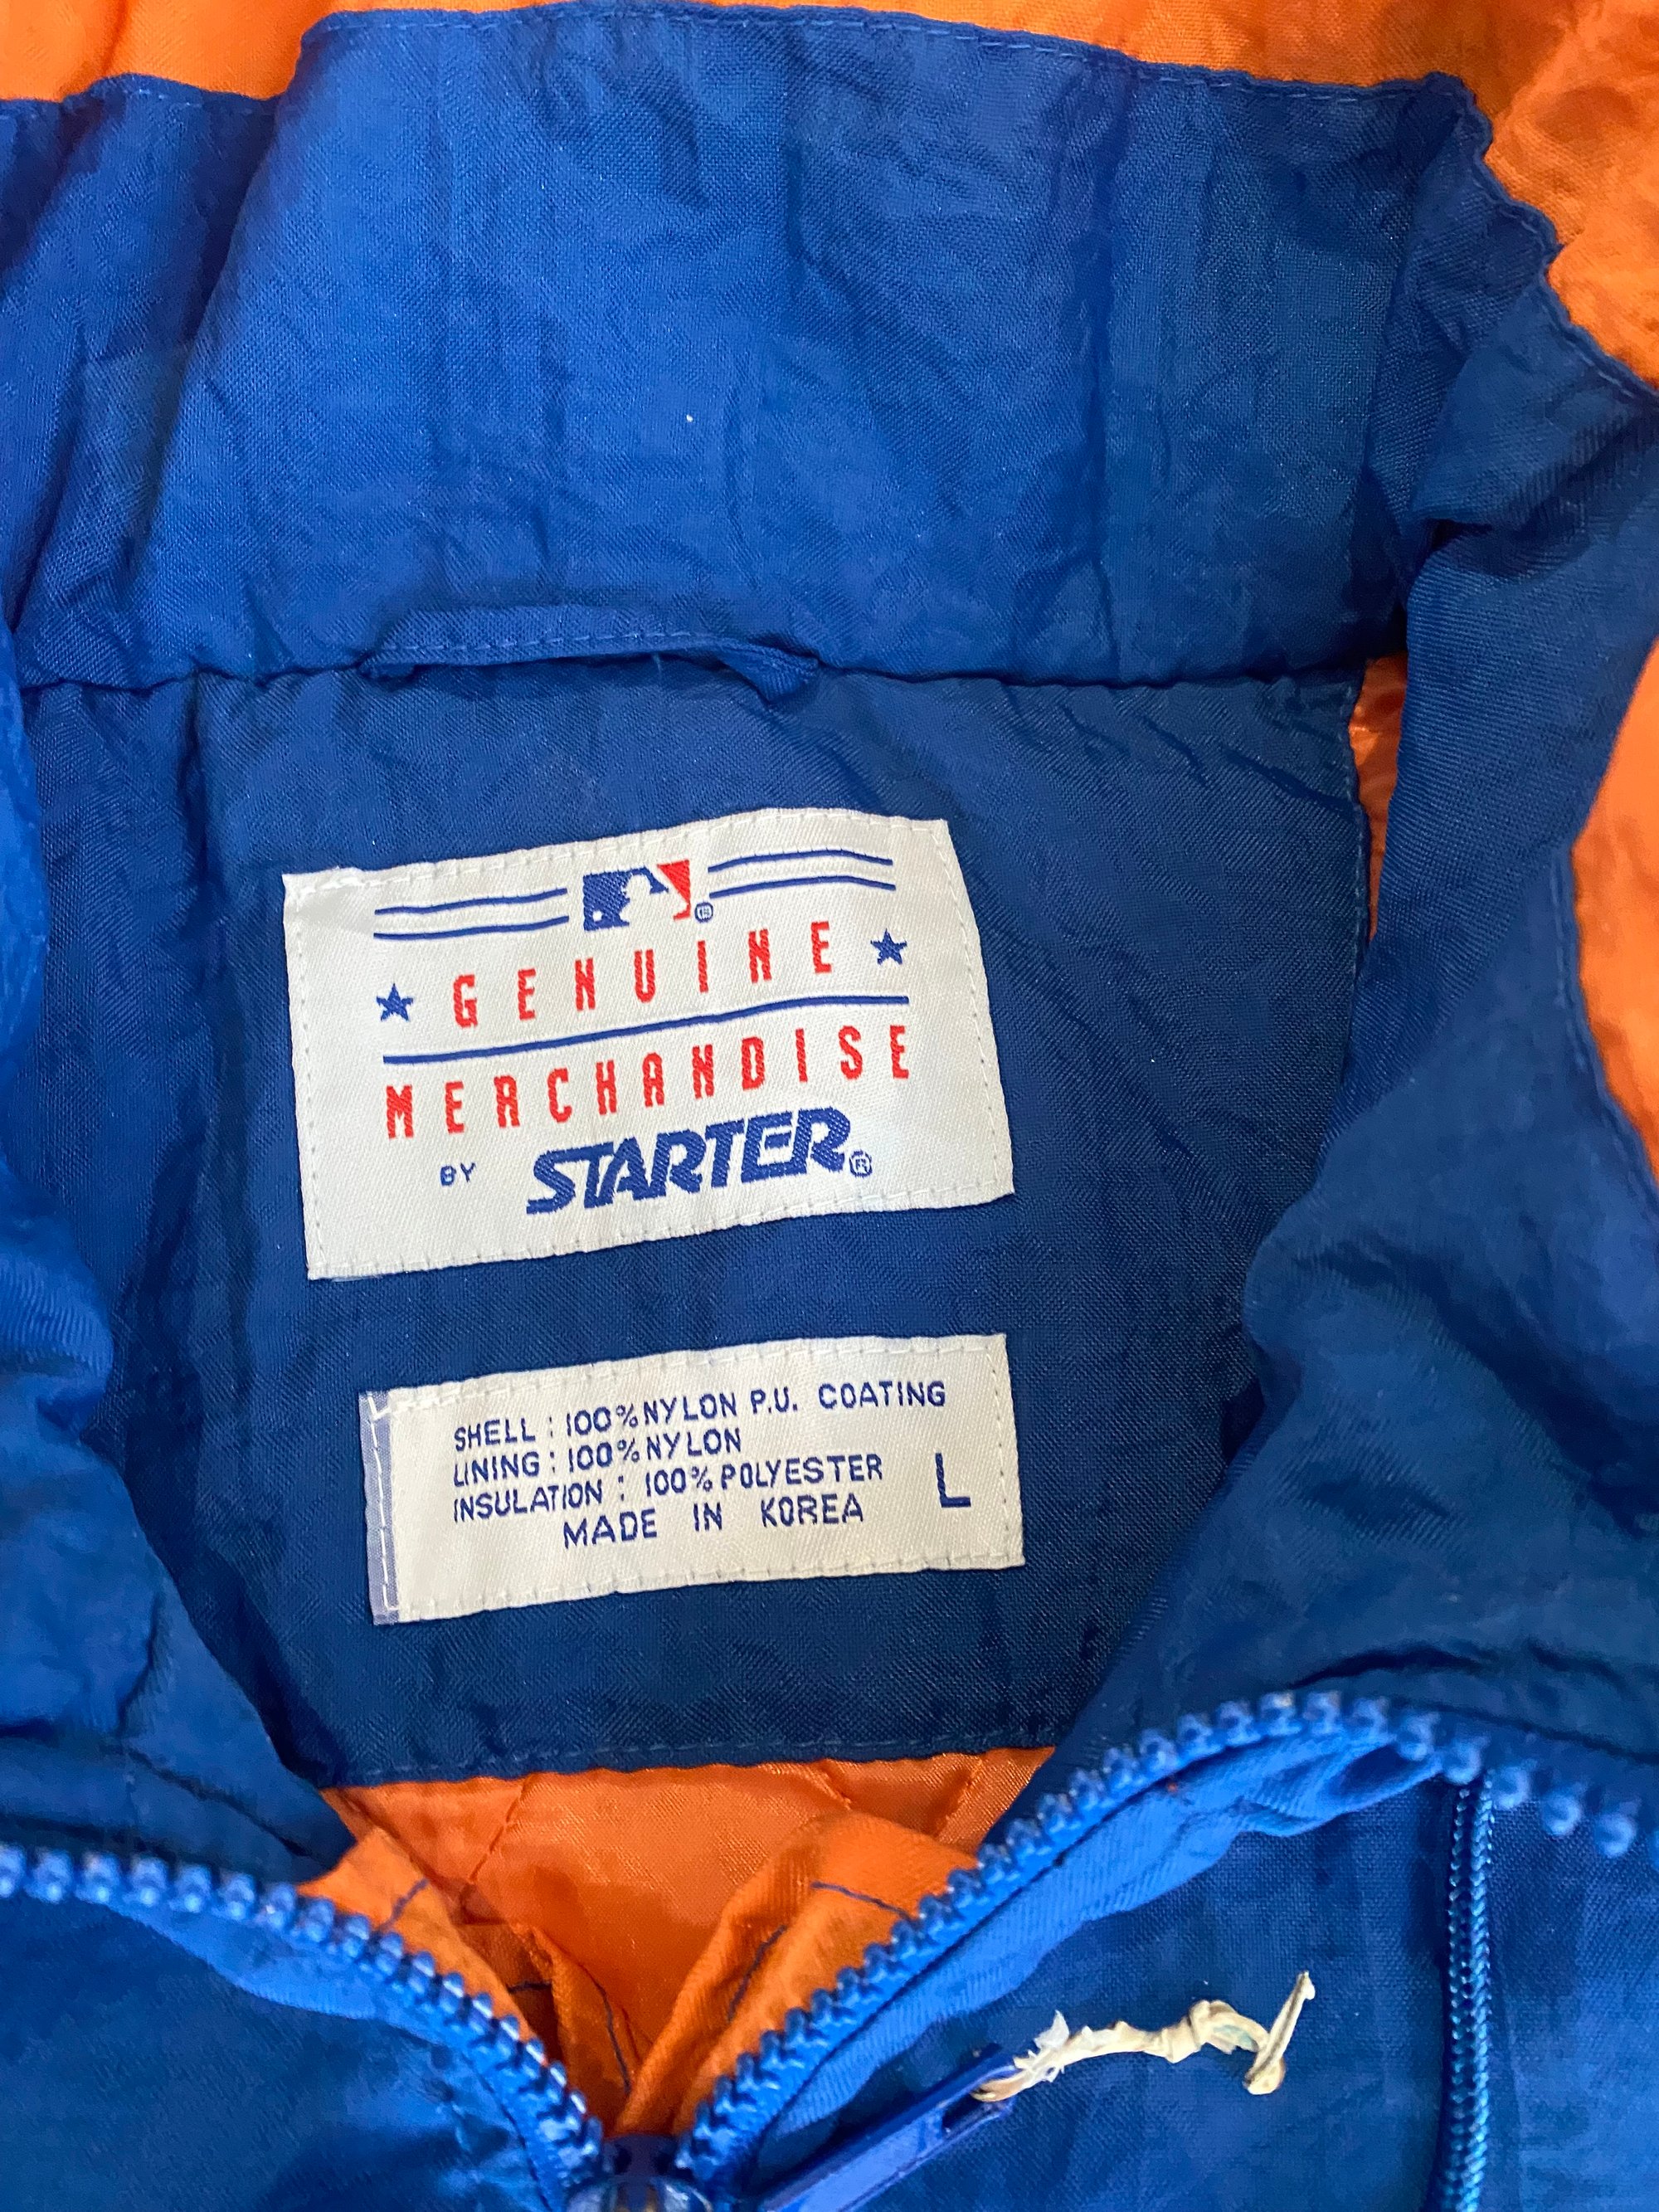 GENUINE
MERCHANDISE
BY STARTER®
SHELL : 100% NYLON P.U. COATING
LINING : 100% NYLON
INSULATION : 100% POLYESTER L
MADE IN KOREA